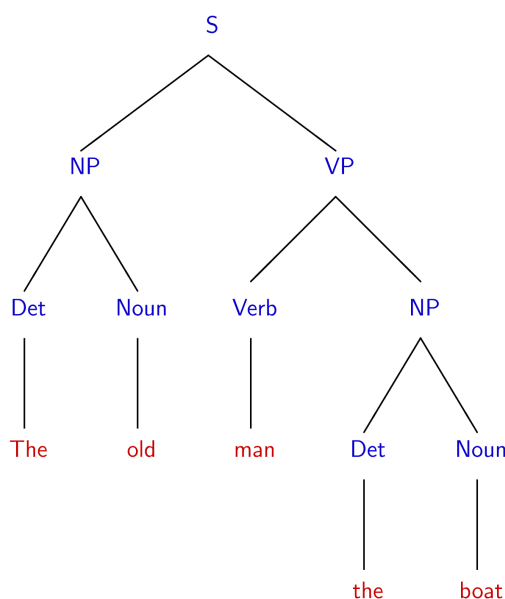 S
NP VP
Det Noun Verb NP
The old man Det Noun
the boat